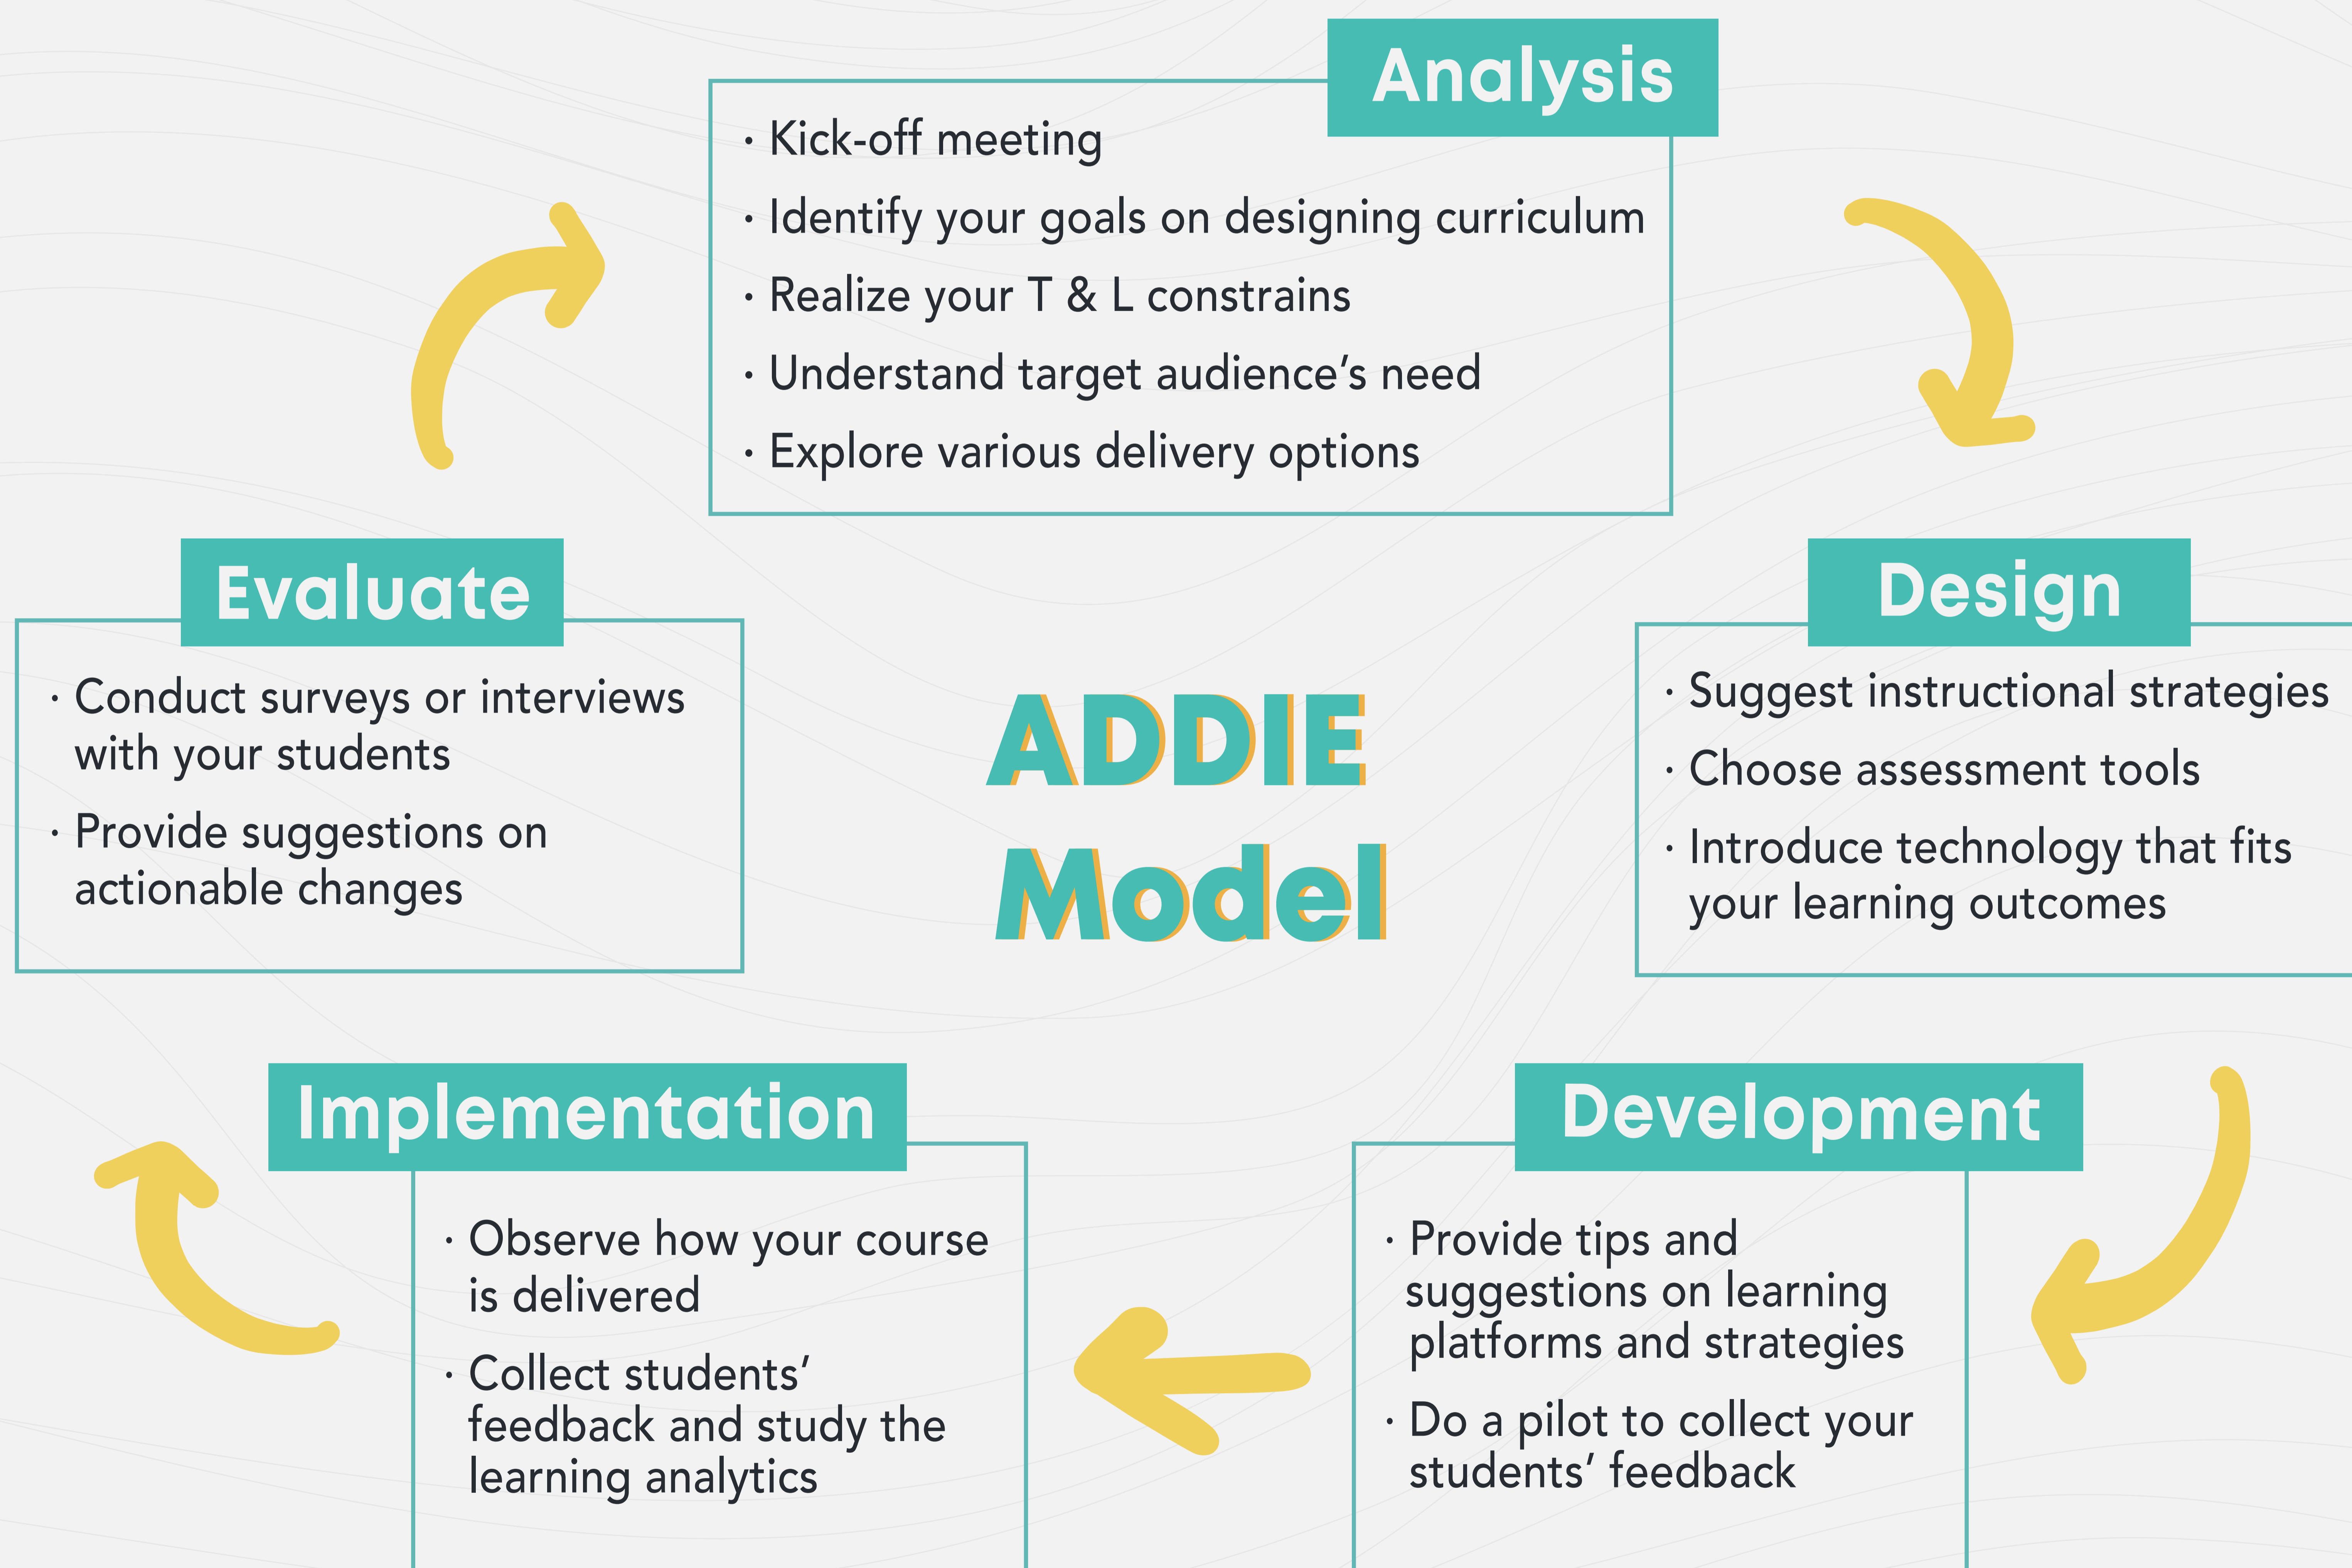 Analysis
· Kick-off meeting
· Identify your goals on designing curriculum
· Realize your T & L constrains
· Understand target audience's need
· Explore various delivery options
Evaluate
· Conduct surveys or interviews
with your students
· Provide suggestions on
actionable changes
ADDIE
Model
Design
· Suggest instructional strategies
· Choose assessment tools
· Introduce technology that fits
your learning outcomes
Implementation
· Observe how your course
is delivered
· Collect students'
feedback and study the
learning analytics
Development
· Provide tips and
suggestions on learning
platforms and strategies
· Do a pilot to collect your
students' feedback